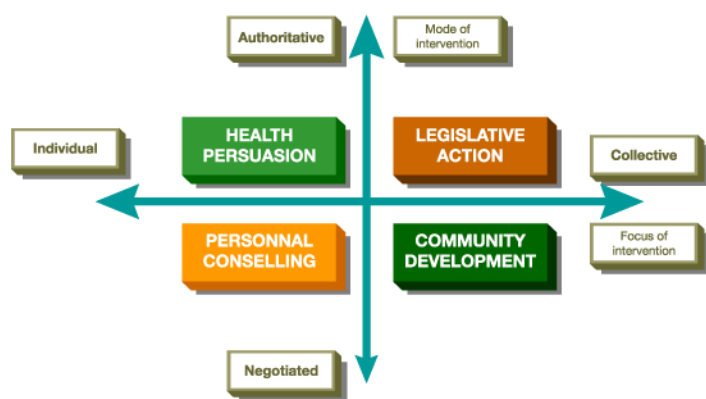 Authoritative
Mode of
intervention
Individual
HEALTH
PERSUASION
LEGISLATIVE
ACTION
Collective
PERSONNAL
CONSELLING
COMMUNITY
DEVELOPMENT
Focus of
intervention
Negotiated